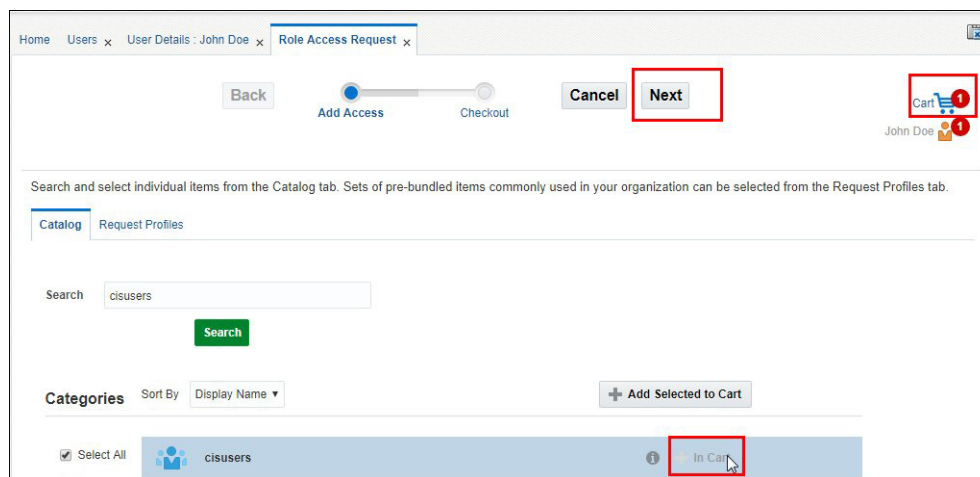 Home Users x User Details : John Doe x Role Access Request x
Back Add Access Checkout Cancel Next
Cart 1
John Doe 1
Search and select individual items from the Catalog tab. Sets of pre-bundled items commonly used in your organization can be selected from the Request Profiles tab.
Catalog Request Profiles
Search cisusers
Search
Categories Sort By Display Name Add Selected to Cart
Select All cisusers In Cart